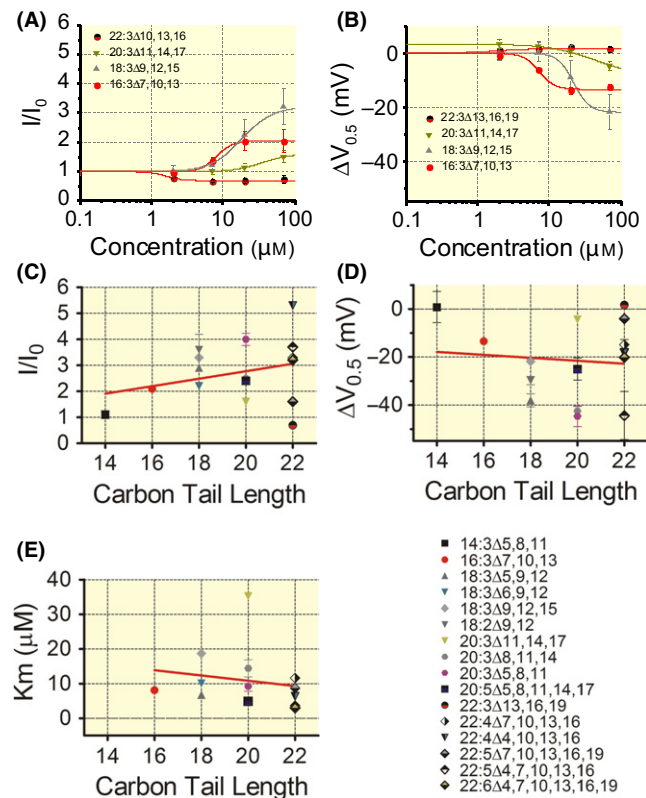 (A)
I/I0
6
5
4
3
2
1
0
22:3Δ10,13,16
20:3Δ11,14,17
18:3Δ9,12,15
16:3Δ7,10,13
0.1 1 10 100
Concentration (μM)
(B)
ΔV0.5 (mV)
20
0
−20
−40
22:3Δ13,16,19
20:3Δ11,14,17
18:3Δ9,12,15
16:3Δ7,10,13
0.1 1 10 100
Concentration (μM)
(C)
I/I0
6
5
4
3
2
1
0
14 16 18 20 22
Carbon Tail Length
(D)
ΔV0.5 (mV)
0
−20
−40
14 16 18 20 22
Carbon Tail Length
(E)
Km (μM)
40
30
20
10
0
14 16 18 20 22
Carbon Tail Length
14:3Δ5,8,11
16:3Δ7,10,13
18:3Δ5,9,12
18:3Δ6,9,12
18:3Δ9,12,15
18:2Δ9,12
20:3Δ11,14,17
20:3Δ8,11,14
20:3Δ5,8,11
20:5Δ5,8,11,14,17
22:3Δ13,16,19
22:4Δ7,10,13,16
22:4Δ4,10,13,16
22:5Δ7,10,13,16,19
22:5Δ4,7,10,13,16
22:6Δ4,7,10,13,16,19